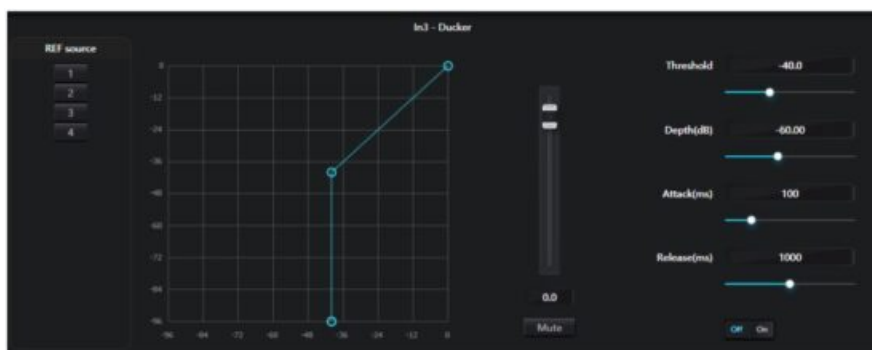 In3 - Ducker
REF source
1
2
3
4
0
-12
-24
-36
-48
-60
-72
-84
-96
-96 -84 -72 -60 -48 -36 -24 -12 0
0.0
Mute
Threshold -40.0
Depth(dB) -60.00
Attack(ms) 100
Release(ms) 1000
Off On